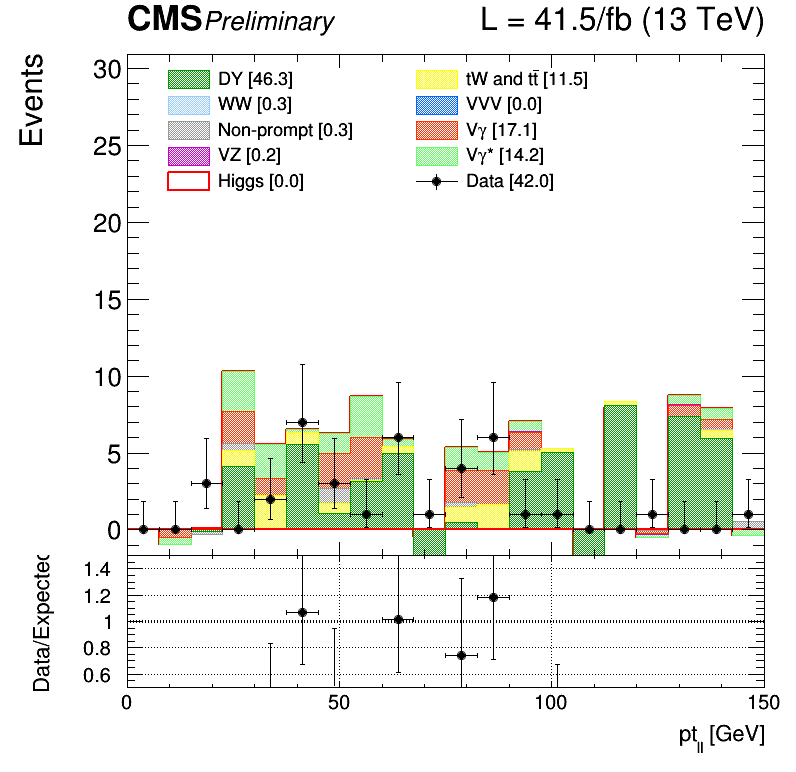 CMS Preliminary L = 41.5/fb (13 TeV)
Events
30
25
20
15
10
5
0
DY [46.3]
WW [0.3]
Non-prompt [0.3]
VZ [0.2]
Higgs [0.0]
tW and tt̄ [11.5]
VVV [0.0]
Vγ [17.1]
Vγ* [14.2]
Data [42.0]
Data/Expected
1.4
1.2
1
0.8
0.6
0 50 100 150
pt_ll [GeV]